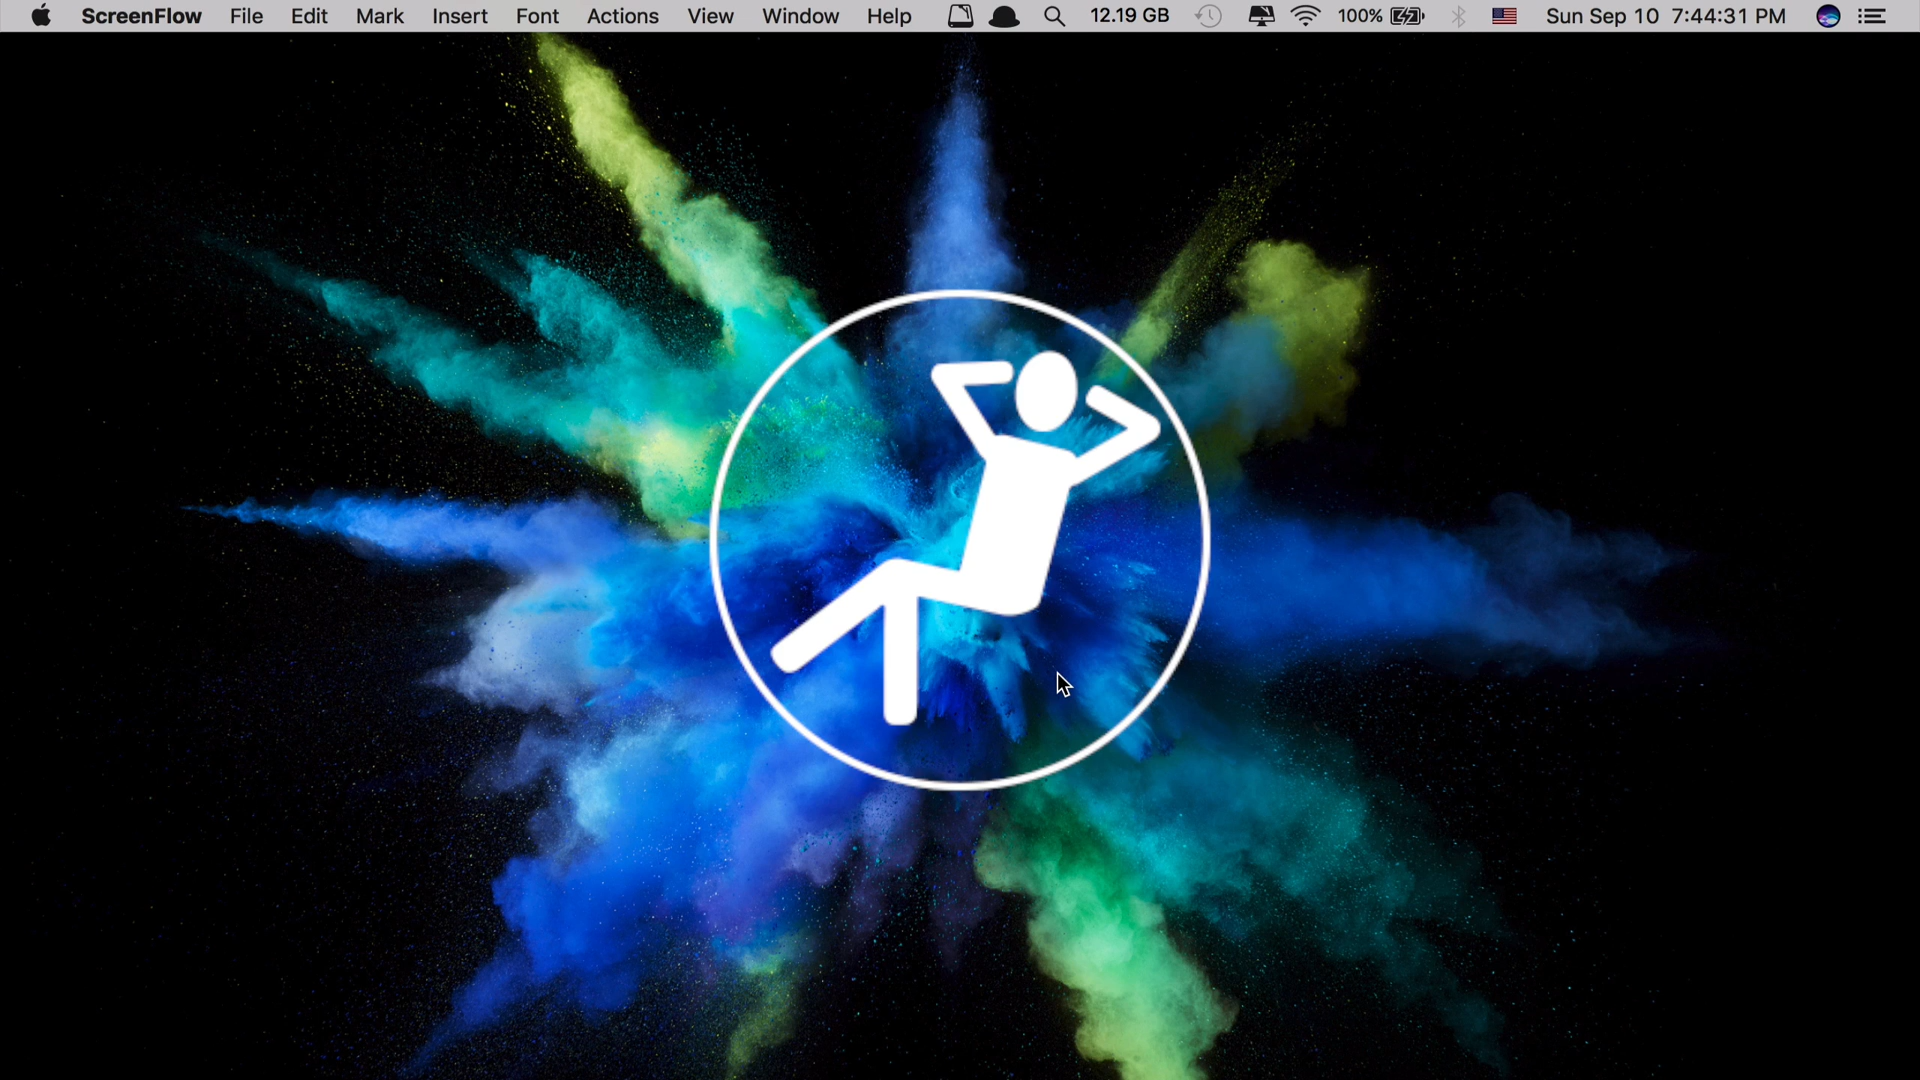 ScreenFlow File Edit Mark Insert Font Actions View Window Help 12.19 GB 100% Sun Sep 10 7:44:31 PM